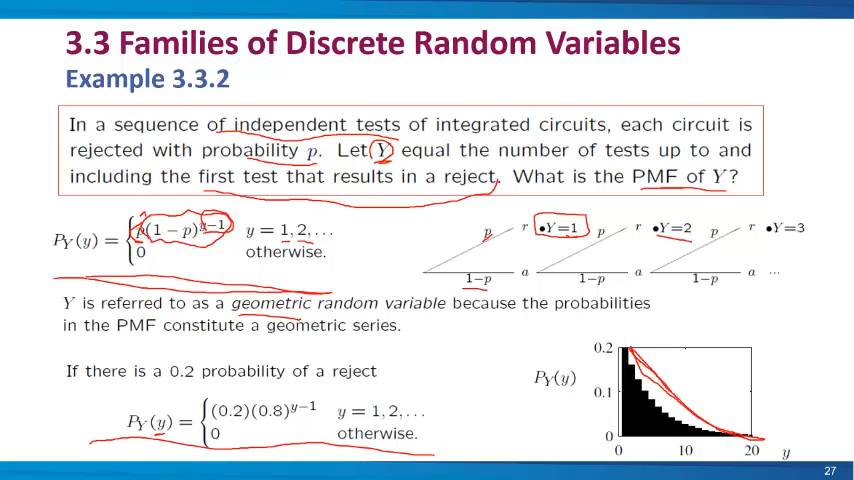 3.3 Families of Discrete Random Variables
Example 3.3.2
In a sequence of independent tests of integrated circuits, each circuit is
rejected with probability p. Let Y equal the number of tests up to and
including the first test that results in a reject. What is the PMF of Y?
P_Y(y) = { p(1 − p)^{y−1} y = 1, 2, . . .
0 otherwise.
p r •Y=1 p r •Y=2 p r •Y=3
1−p a 1−p a 1−p a ...
Y is referred to as a geometric random variable because the probabilities
in the PMF constitute a geometric series.
If there is a 0.2 probability of a reject
P_Y(y) = { (0.2)(0.8)^{y−1} y = 1, 2, . . .
0 otherwise.
0.2
P_Y(y) 0.1
0
0 10 20 y
27